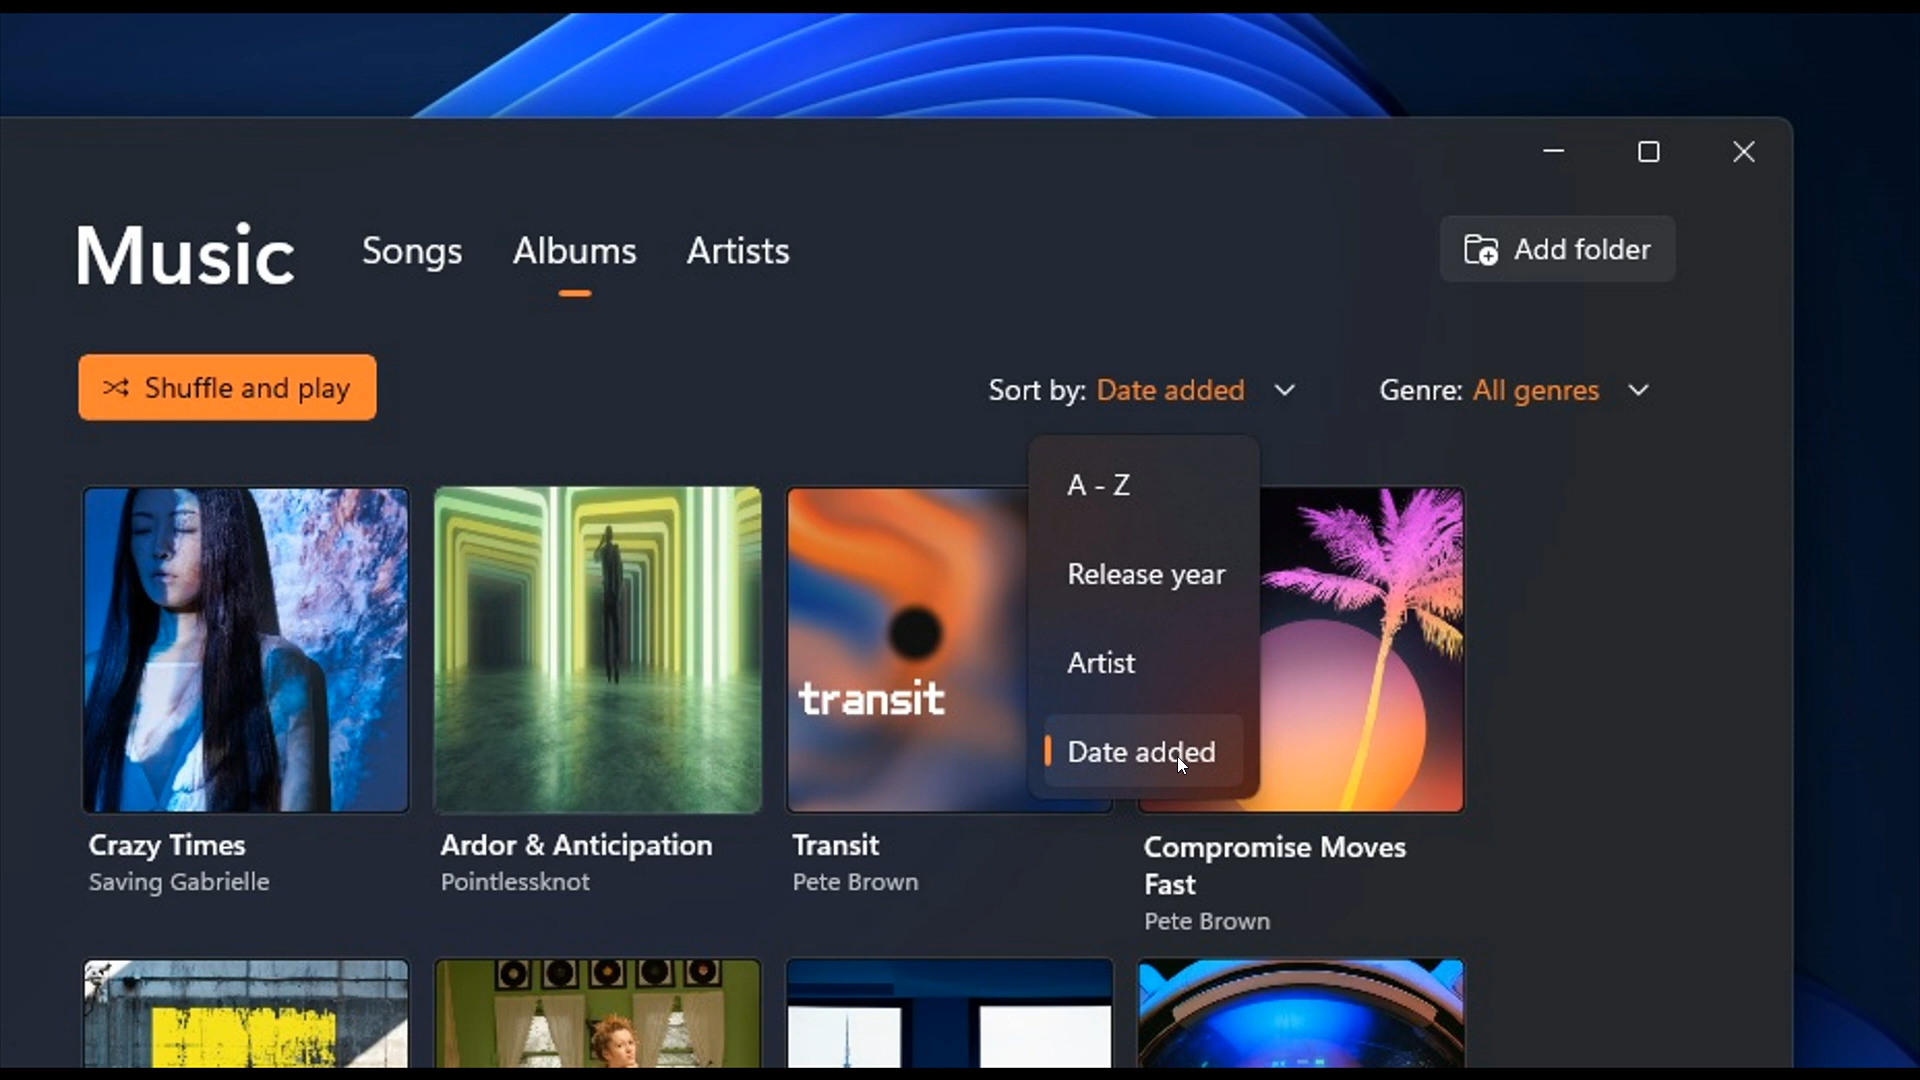 Music
Songs
Albums
Artists
Add folder
Shuffle and play
Sort by: Date added
Genre: All genres
A - Z
Release year
Artist
Date added
transit
Crazy Times
Saving Gabrielle
Ardor & Anticipation
Pointlessknot
Transit
Pete Brown
Compromise Moves
Fast
Pete Brown